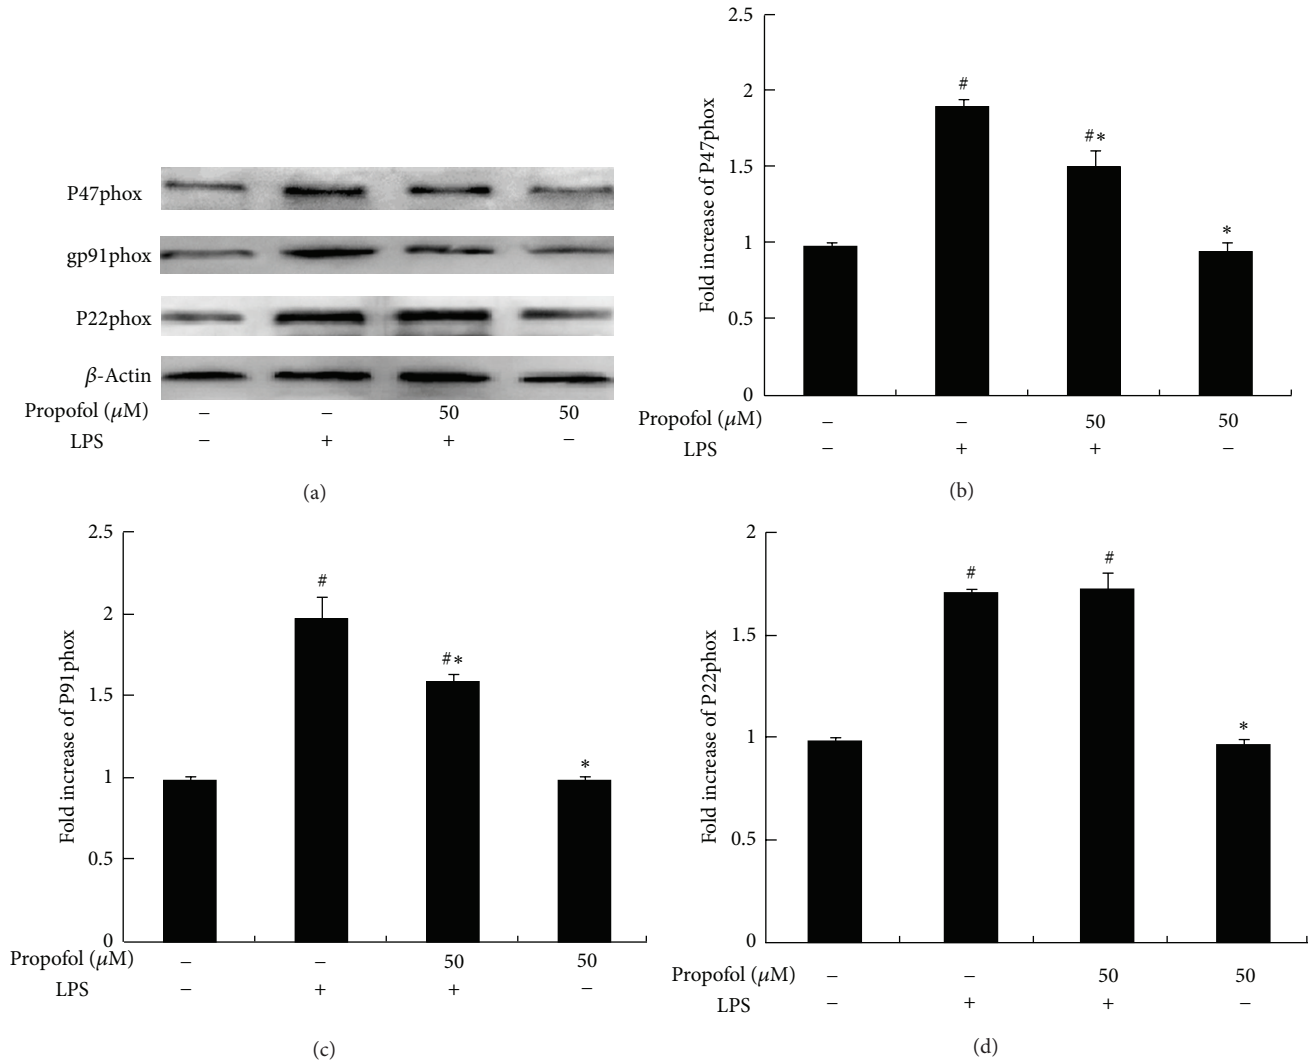 P47phox
gp91phox
P22phox
β-Actin
Propofol (μM) − − 50 50
LPS − + + −
(a)
2.5
2
1.5
1
0.5
0
Fold increase of P47phox
#
#*
*
Propofol (μM) − − 50 50
LPS − + + −
(b)
2.5
2
1.5
1
0.5
0
Fold increase of P91phox
#
#*
*
Propofol (μM) − − 50 50
LPS − + + −
(c)
2
1.5
1
0.5
0
Fold increase of P22phox
# #
*
Propofol (μM) − − 50 50
LPS − + + −
(d)